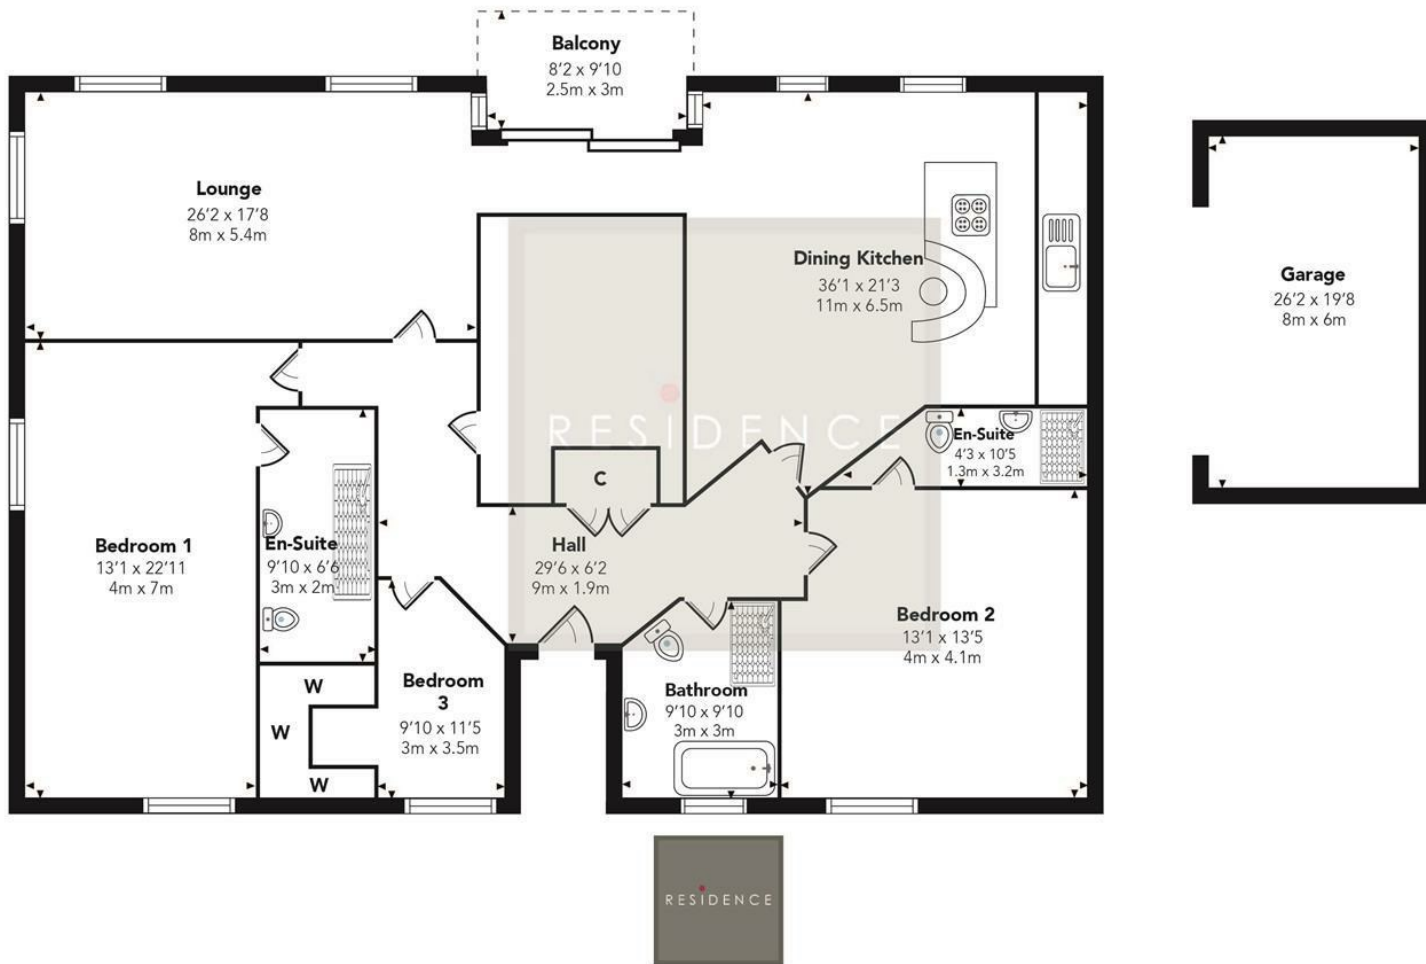 Balcony
8'2 x 9'10
2.5m x 3m
Lounge
26'2 x 17'8
8m x 5.4m
Dining Kitchen
36'1 x 21'3
11m x 6.5m
Garage
26'2 x 19'8
8m x 6m
RESIDENCE
En-Suite
4'3 x 10'5
1.3m x 3.2m
C
Bedroom 1
13'1 x 22'11
4m x 7m
En-Suite
9'10 x 6'6
3m x 2m
Hall
29'6 x 6'2
9m x 1.9m
Bedroom 2
13'1 x 13'5
4m x 4.1m
W
W
W
Bedroom
3
9'10 x 11'5
3m x 3.5m
Bathroom
9'10 x 9'10
3m x 3m
RESIDENCE